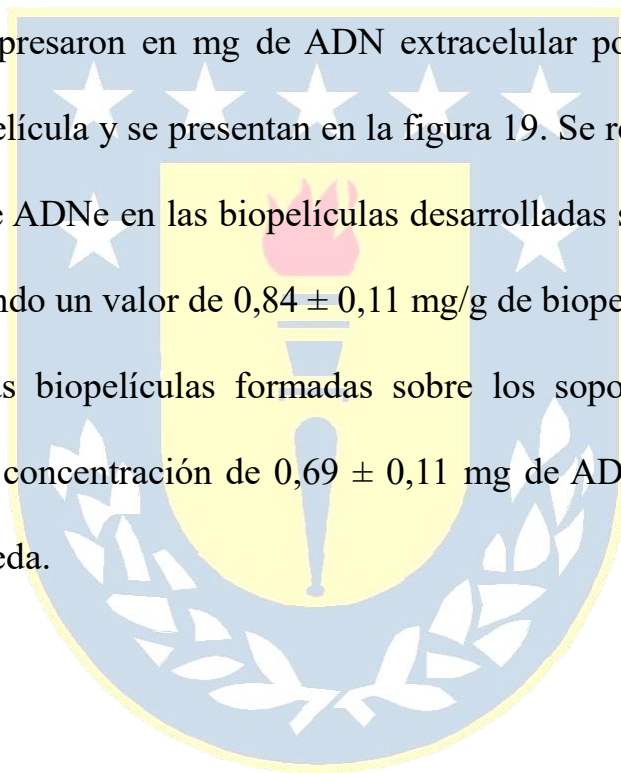 presaron en mg de ADN extracelular po
elícula y se presentan en la figura 19. Se r
e ADNe en las biopelículas desarrolladas s
ndo un valor de 0,84 ± 0,11 mg/g de biope
as biopelículas formadas sobre los sopo
concentración de 0,69 ± 0,11 mg de AD
eda.